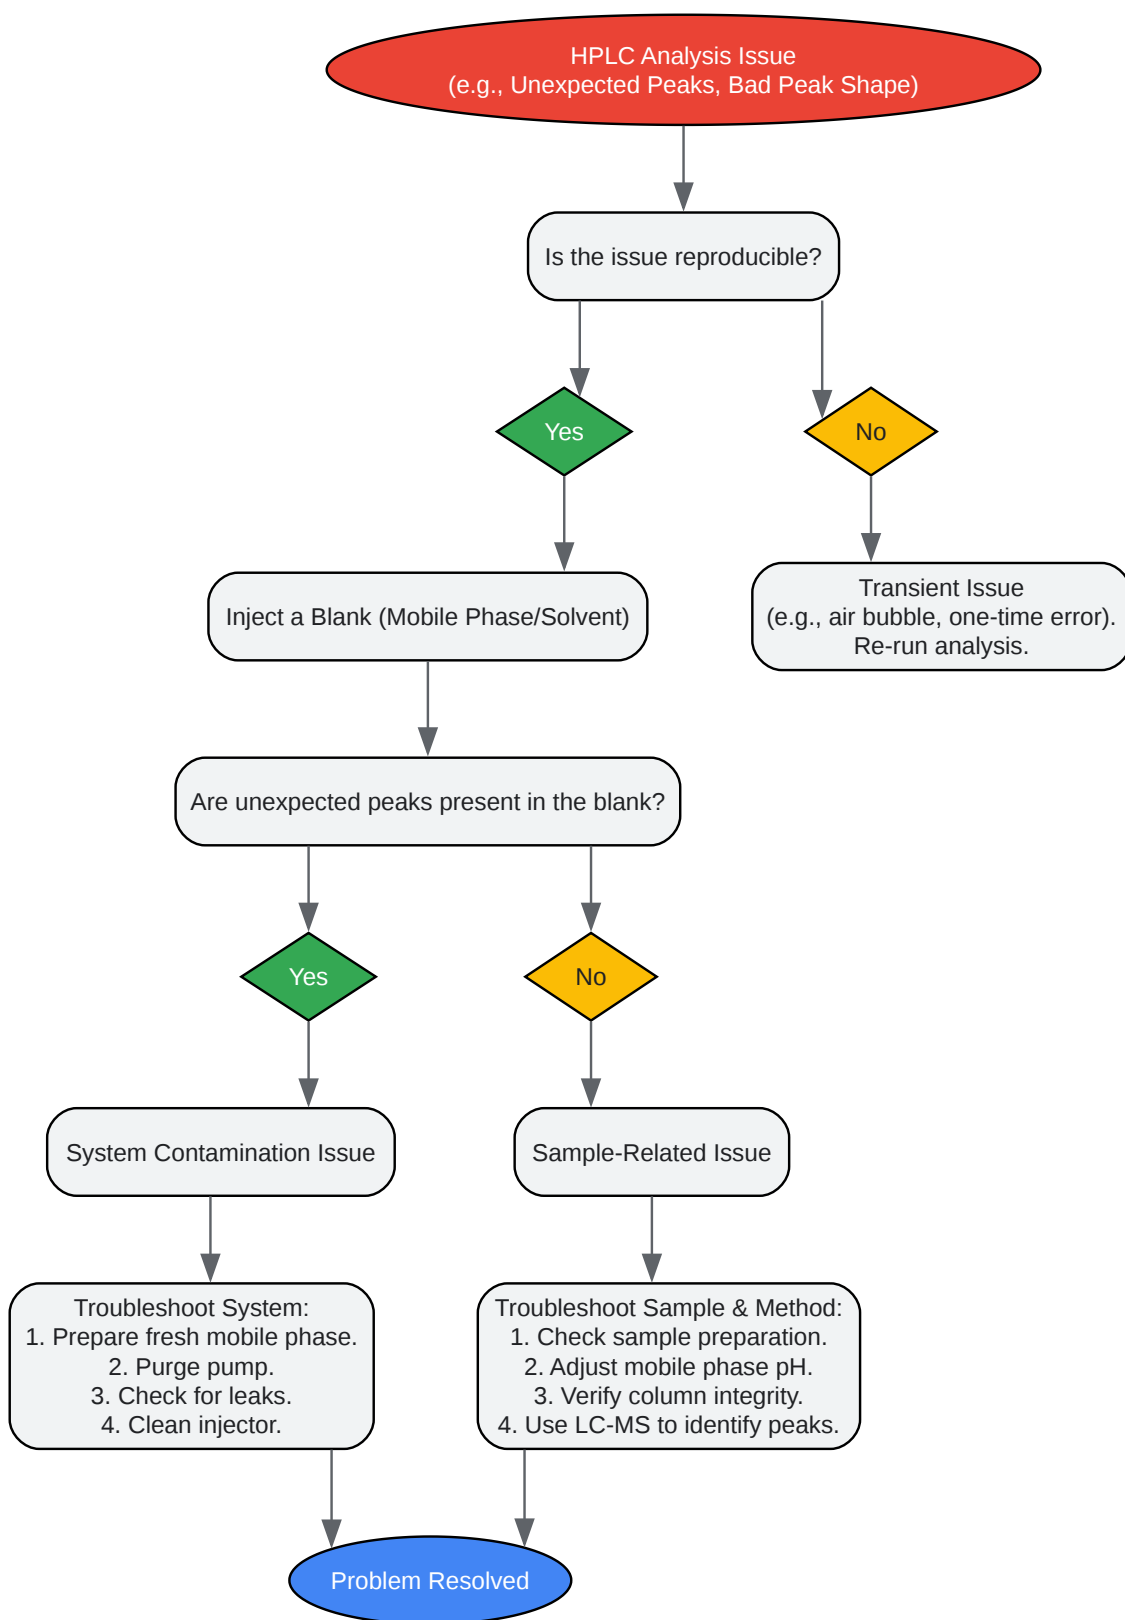 HPLC Analysis Issue
(e.g., Unexpected Peaks, Bad Peak Shape)
Is the issue reproducible?
Yes
No
Inject a Blank (Mobile Phase/Solvent)
Transient Issue
(e.g., air bubble, one-time error).
Re-run analysis.
Are unexpected peaks present in the blank?
Yes
No
System Contamination Issue
Sample-Related Issue
Troubleshoot System:
1. Prepare fresh mobile phase.
2. Purge pump.
3. Check for leaks.
4. Clean injector.
Troubleshoot Sample & Method:
1. Check sample preparation.
2. Adjust mobile phase pH.
3. Verify column integrity.
4. Use LC-MS to identify peaks.
Problem Resolved